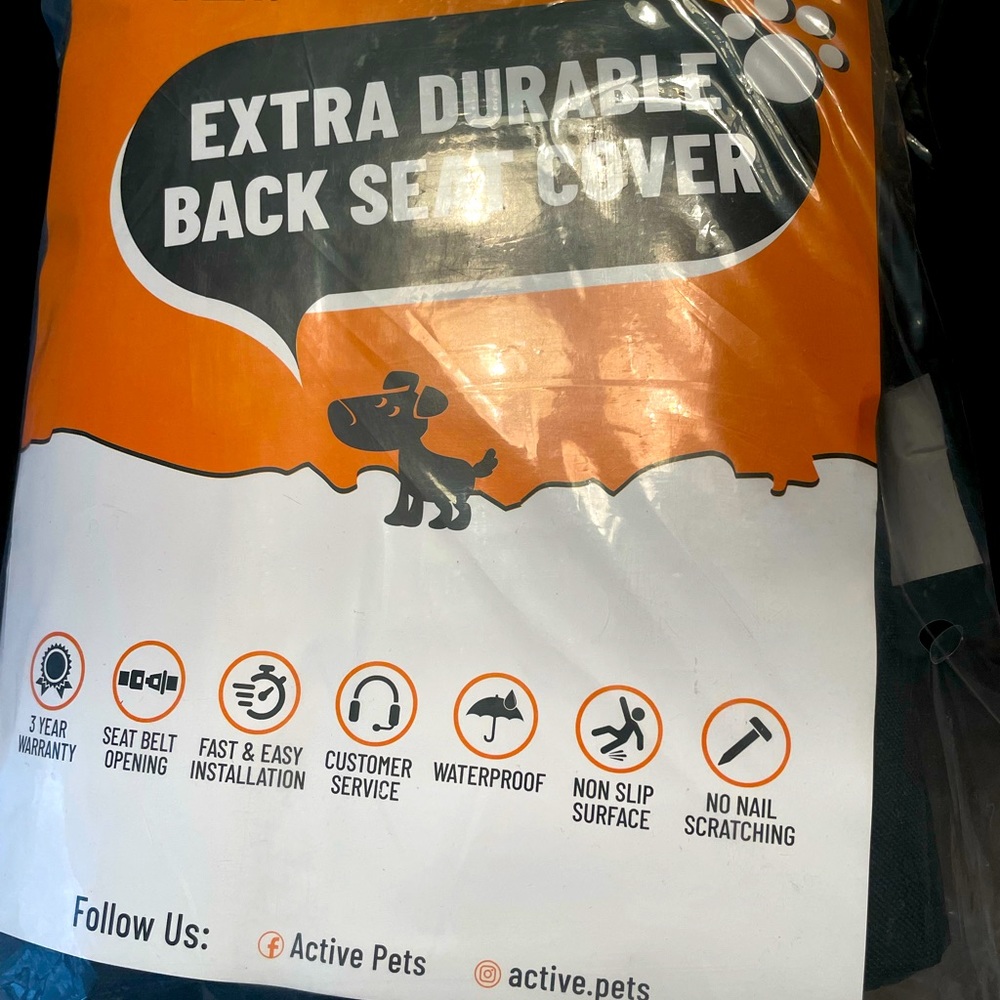 EXTRA DURABLE
BACK SEAT COVER
3 YEAR
WARRANTY
SEAT BELT
OPENING
FAST & EASY
INSTALLATION
CUSTOMER
SERVICE
WATERPROOF
NON SLIP
SURFACE
NO NAIL
SCRATCHING
Follow Us: Active Pets active.pets